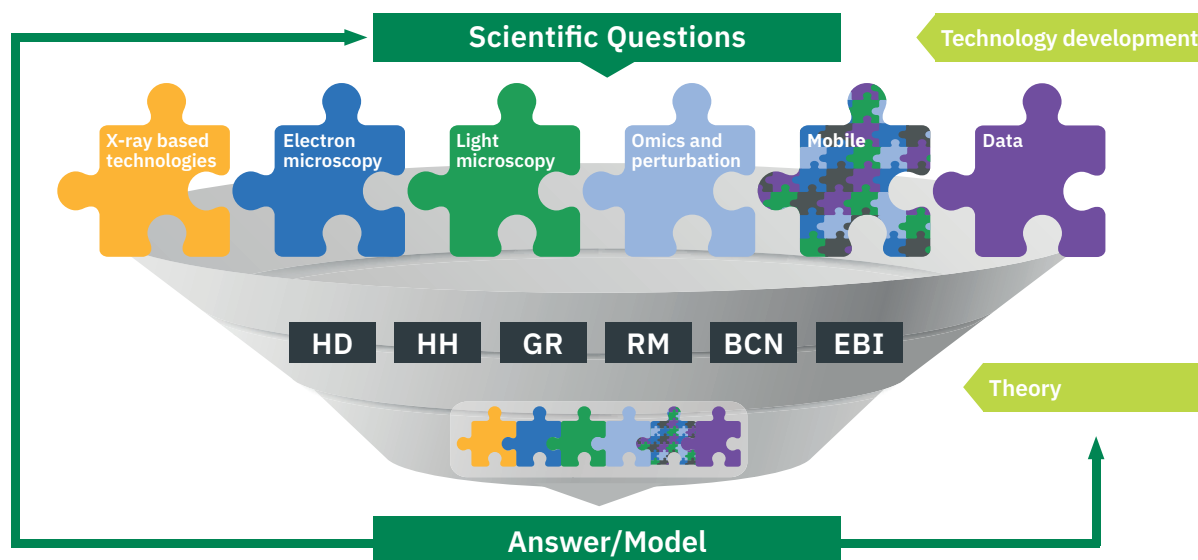 Scientific Questions
Technology development
X-ray based
technologies
Electron
microscopy
Light
microscopy
Omics and
perturbation
Mobile
Data
HD
HH
GR
RM
BCN
EBI
Theory
Answer/Model